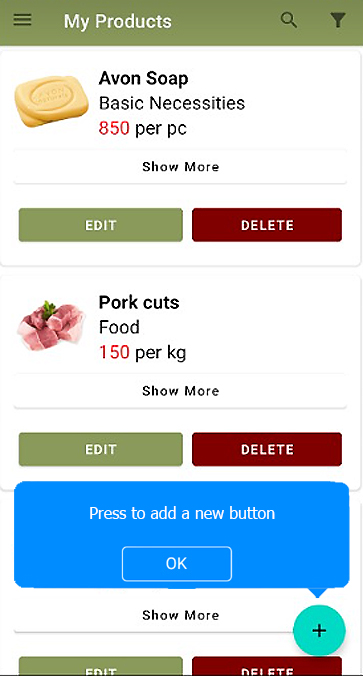 My Products
Avon Soap
Basic Necessities
850 per pc
Show More
EDIT
DELETE
Pork cuts
Food
150 per kg
Show More
EDIT
DELETE
Press to add a new button
OK
Show More
+
EDIT
DELETE